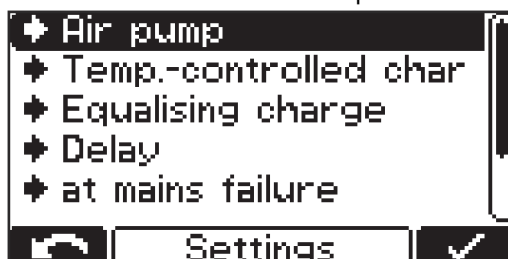 Air pump
Temp.-controlled char
Equalising charge
Delay
at mains failure
Settings